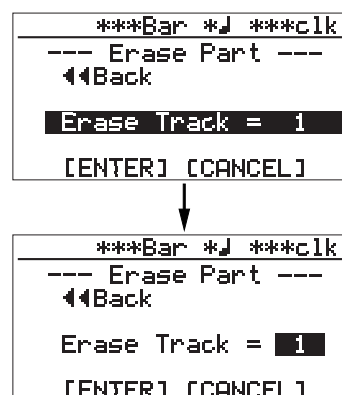 ***Bar *♩ ***clk
--- Erase Part ---
◀◀Back
Erase Track = 1
[ENTER] [CANCEL]
***Bar *♩ ***clk
--- Erase Part ---
◀◀Back
Erase Track = 1
[ENTER] [CANCEL]